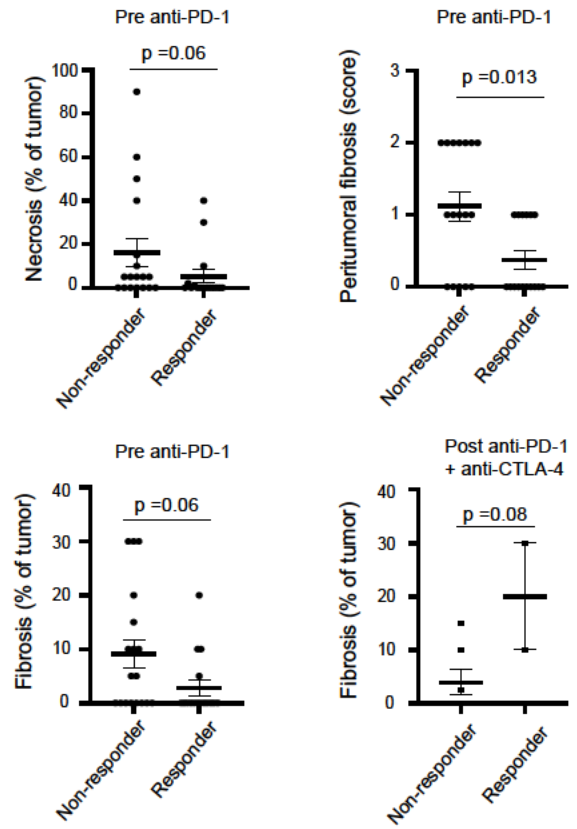 Pre anti-PD-1
p =0.06
Necrosis (% of tumor)
100
80
60
40
20
0
Non-responder
Responder
Pre anti-PD-1
p =0.013
Peritumoral fibrosis (score)
3
2
1
0
Non-responder
Responder
Pre anti-PD-1
p =0.06
Fibrosis (% of tumor)
40
30
20
10
0
Non-responder
Responder
Post anti-PD-1
+ anti-CTLA-4
p =0.08
Fibrosis (% of tumor)
40
30
20
10
0
Non-responder
Responder